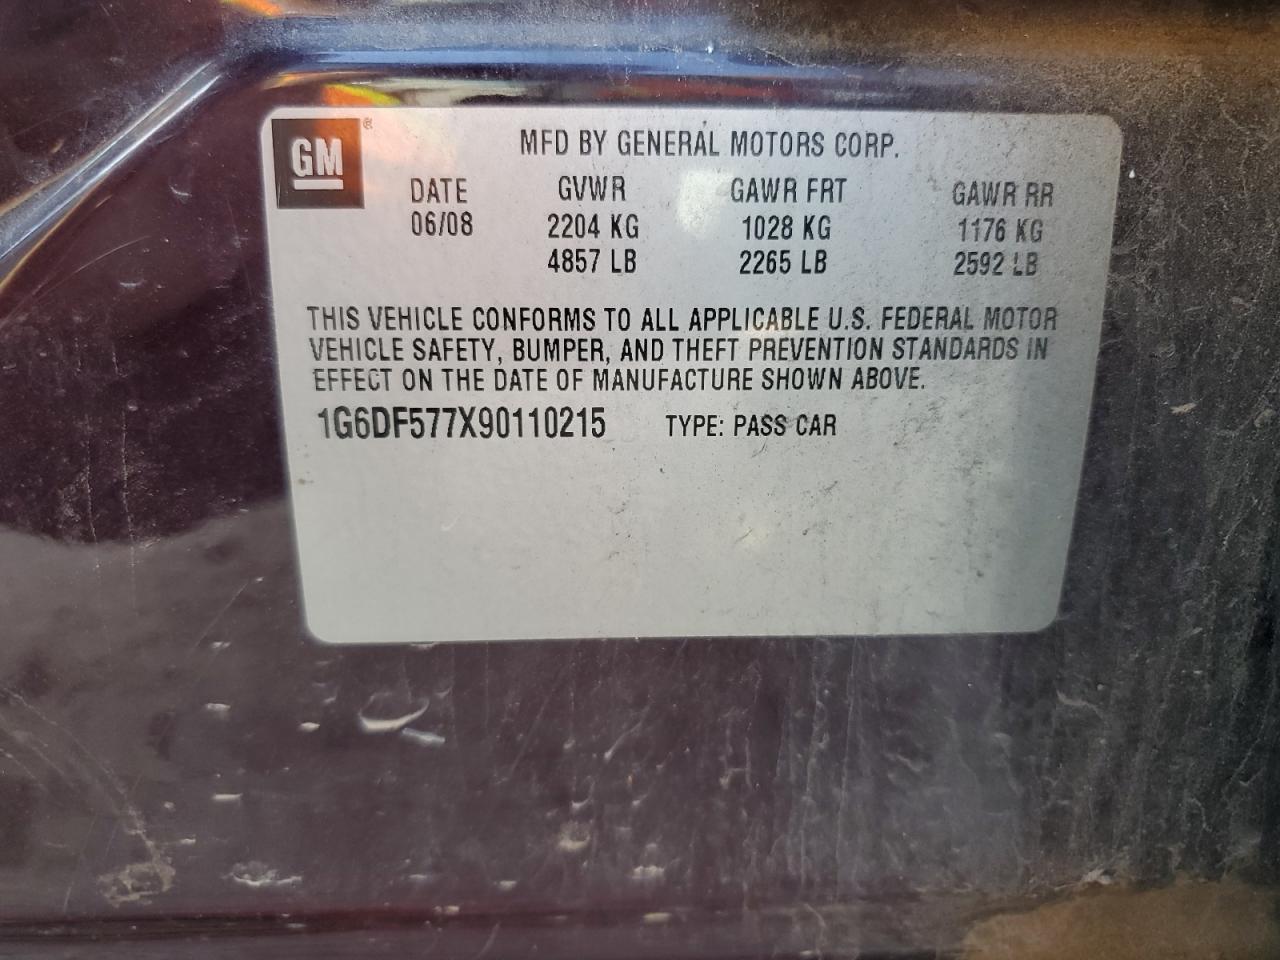 GM ®
MFD BY GENERAL MOTORS CORP.
DATE GVWR GAWR FRT GAWR RR
06/08 2204 KG 1028 KG 1176 KG
4857 LB 2265 LB 2592 LB
THIS VEHICLE CONFORMS TO ALL APPLICABLE U.S. FEDERAL MOTOR
VEHICLE SAFETY, BUMPER, AND THEFT PREVENTION STANDARDS IN
EFFECT ON THE DATE OF MANUFACTURE SHOWN ABOVE.
1G6DF577X90110215 TYPE: PASS CAR